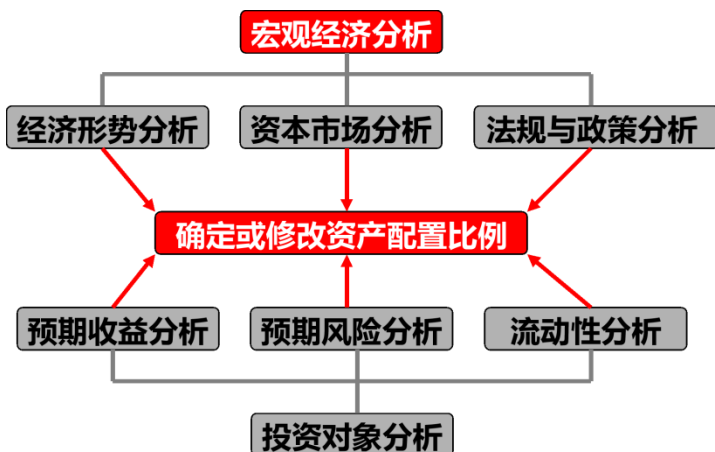 宏观经济分析
经济形势分析
资本市场分析
法规与政策分析
确定或修改资产配置比例
预期收益分析
预期风险分析
流动性分析
投资对象分析